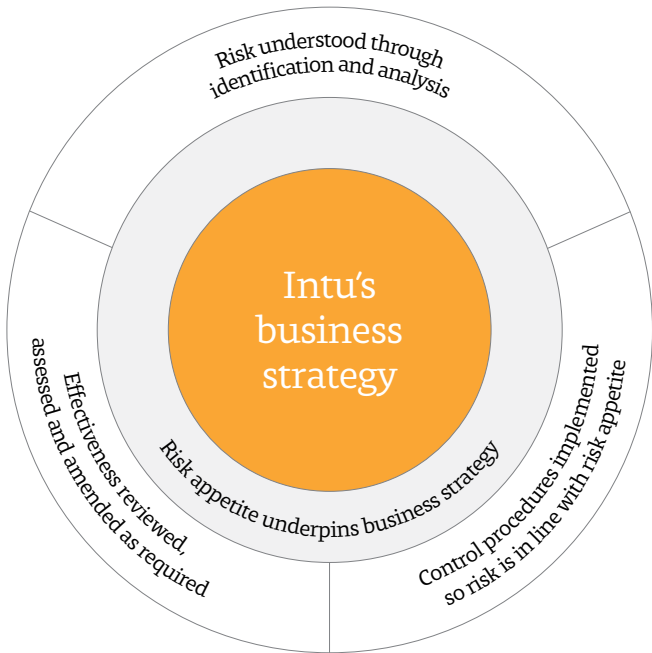 Risk understood through
identification and analysis
Intu’s
business
strategy
Risk appetite underpins business strategy
Control procedures implemented
so risk is in line with risk appetite
Effectiveness reviewed,
assessed and amended as required